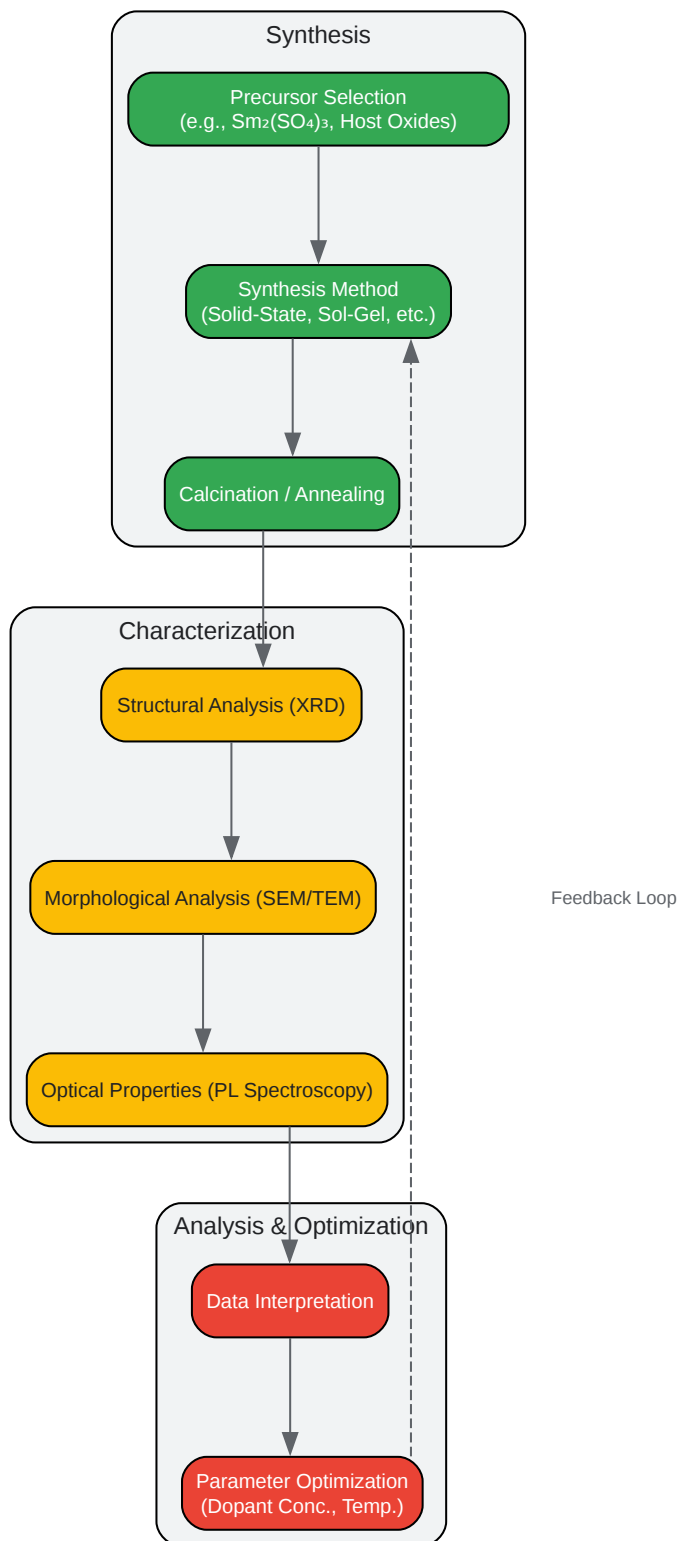 Synthesis
Precursor Selection
(e.g., Sm₂(SO₄)₃, Host Oxides)
Synthesis Method
(Solid-State, Sol-Gel, etc.)
Calcination / Annealing
Characterization
Structural Analysis (XRD)
Morphological Analysis (SEM/TEM)
Feedback Loop
Optical Properties (PL Spectroscopy)
Analysis & Optimization
Data Interpretation
Parameter Optimization
(Dopant Conc., Temp.)